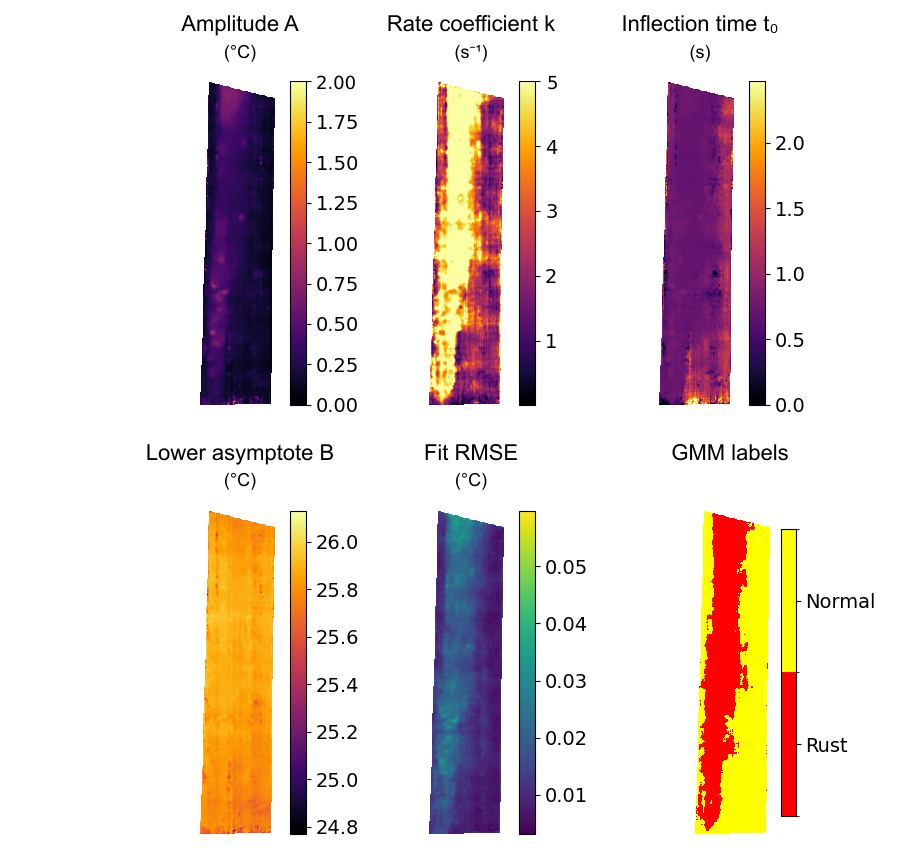 Amplitude A
(°C)
2.00
1.75
1.50
1.25
1.00
0.75
0.50
0.25
0.00
Rate coefficient k
(s⁻¹)
5
4
3
2
1
Inflection time t₀
(s)
2.0
1.5
1.0
0.5
0.0
Lower asymptote B
(°C)
26.0
25.8
25.6
25.4
25.2
25.0
24.8
Fit RMSE
(°C)
0.05
0.04
0.03
0.02
0.01
GMM labels
Normal
Rust